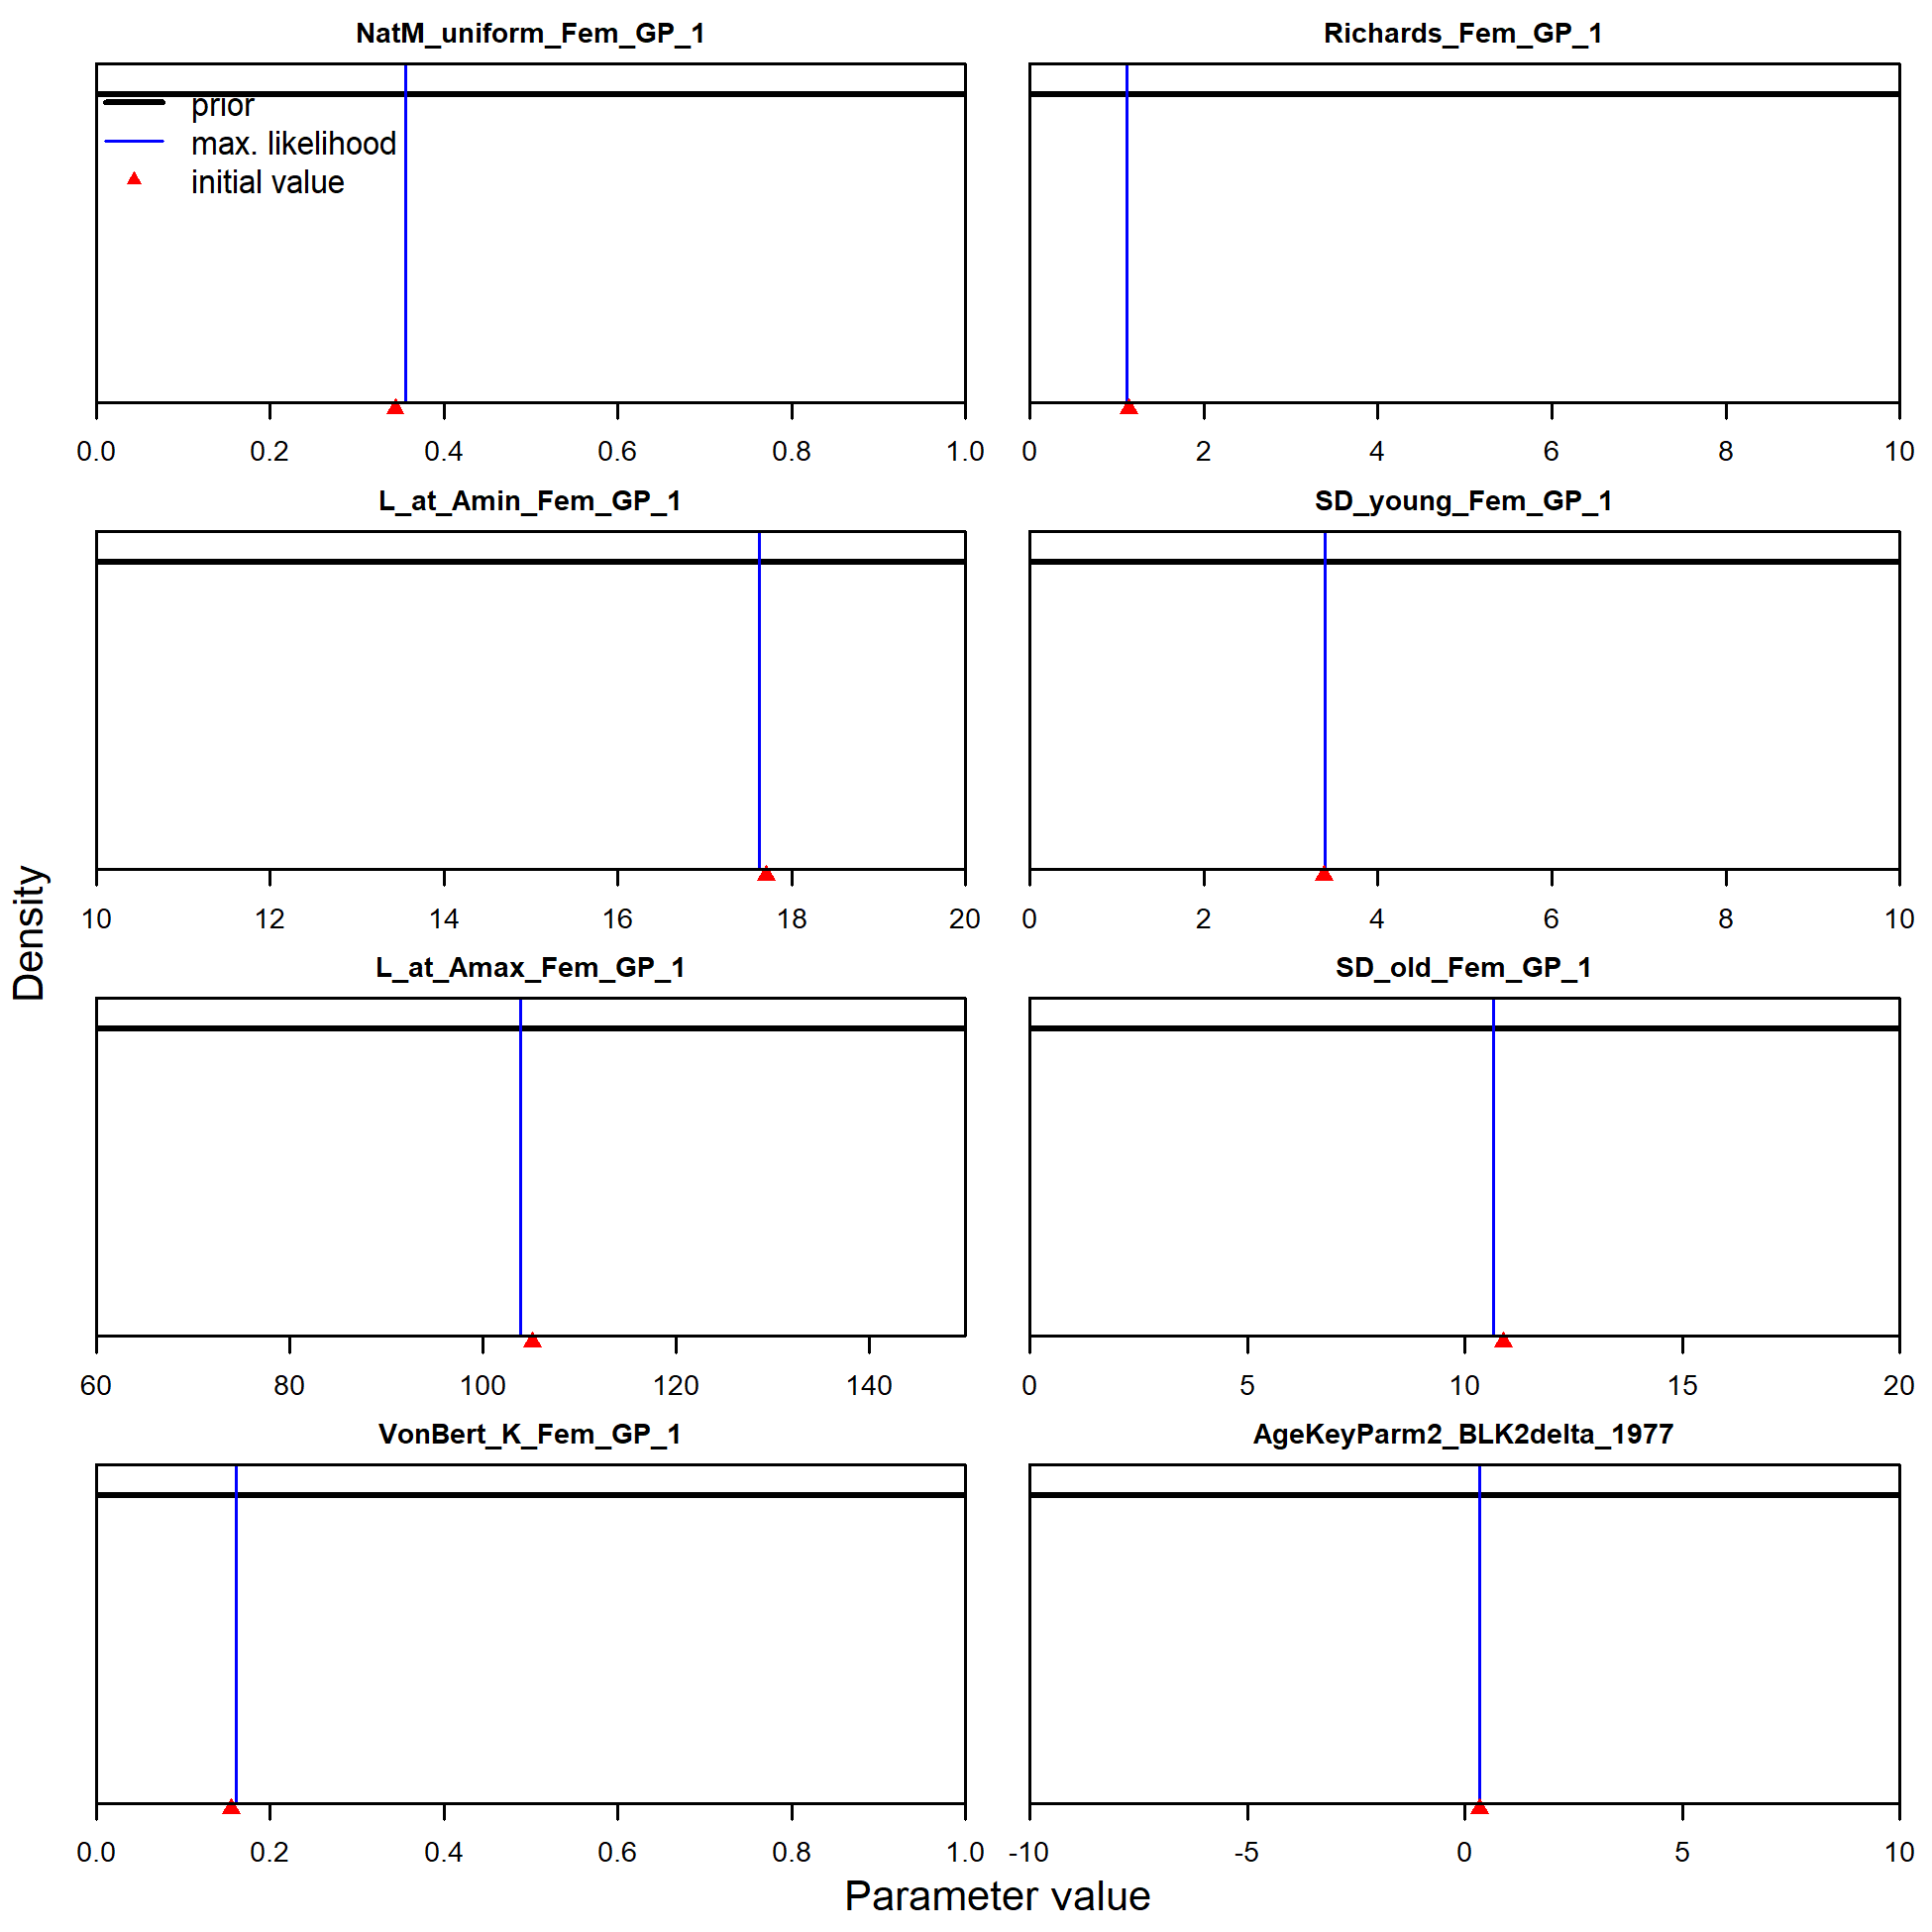 NatM_uniform_Fem_GP_1
prior
max. likelihood
initial value
0.0 0.2 0.4 0.6 0.8 1.0
Richards_Fem_GP_1
0 2 4 6 8 10
L_at_Amin_Fem_GP_1
10 12 14 16 18 20
SD_young_Fem_GP_1
0 2 4 6 8 10
L_at_Amax_Fem_GP_1
60 80 100 120 140
SD_old_Fem_GP_1
0 5 10 15 20
VonBert_K_Fem_GP_1
0.0 0.2 0.4 0.6 0.8 1.0
AgeKeyParm2_BLK2delta_1977
-10 -5 0 5 10
Density
Parameter value